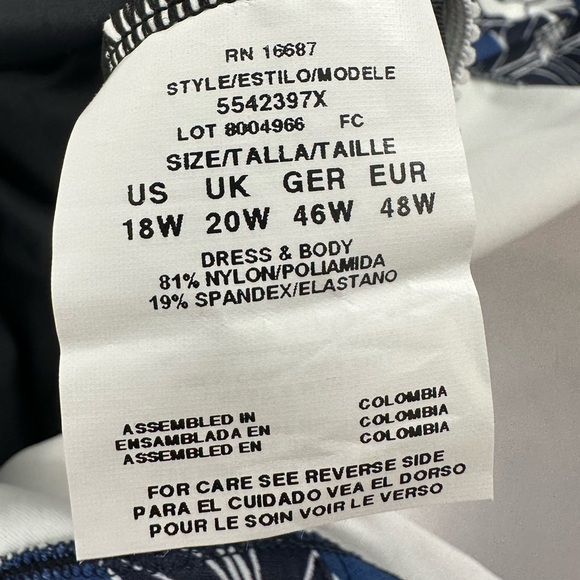 RN 16687
STYLE/ESTILO/MODELE
5542397X
LOT 8004966 FC
SIZE/TALLA/TAILLE
US UK GER EUR
18W 20W 46W 48W
DRESS & BODY
81% NYLON/POLIAMIDA
19% SPANDEX/ELASTANO
ASSEMBLED IN COLOMBIA
ENSAMBLADA EN COLOMBIA
ASSEMBLED EN COLOMBIA
FOR CARE SEE REVERSE SIDE
PARA EL CUIDADO VEA EL DORSO
POUR LE SOIN VOIR LE VERSO